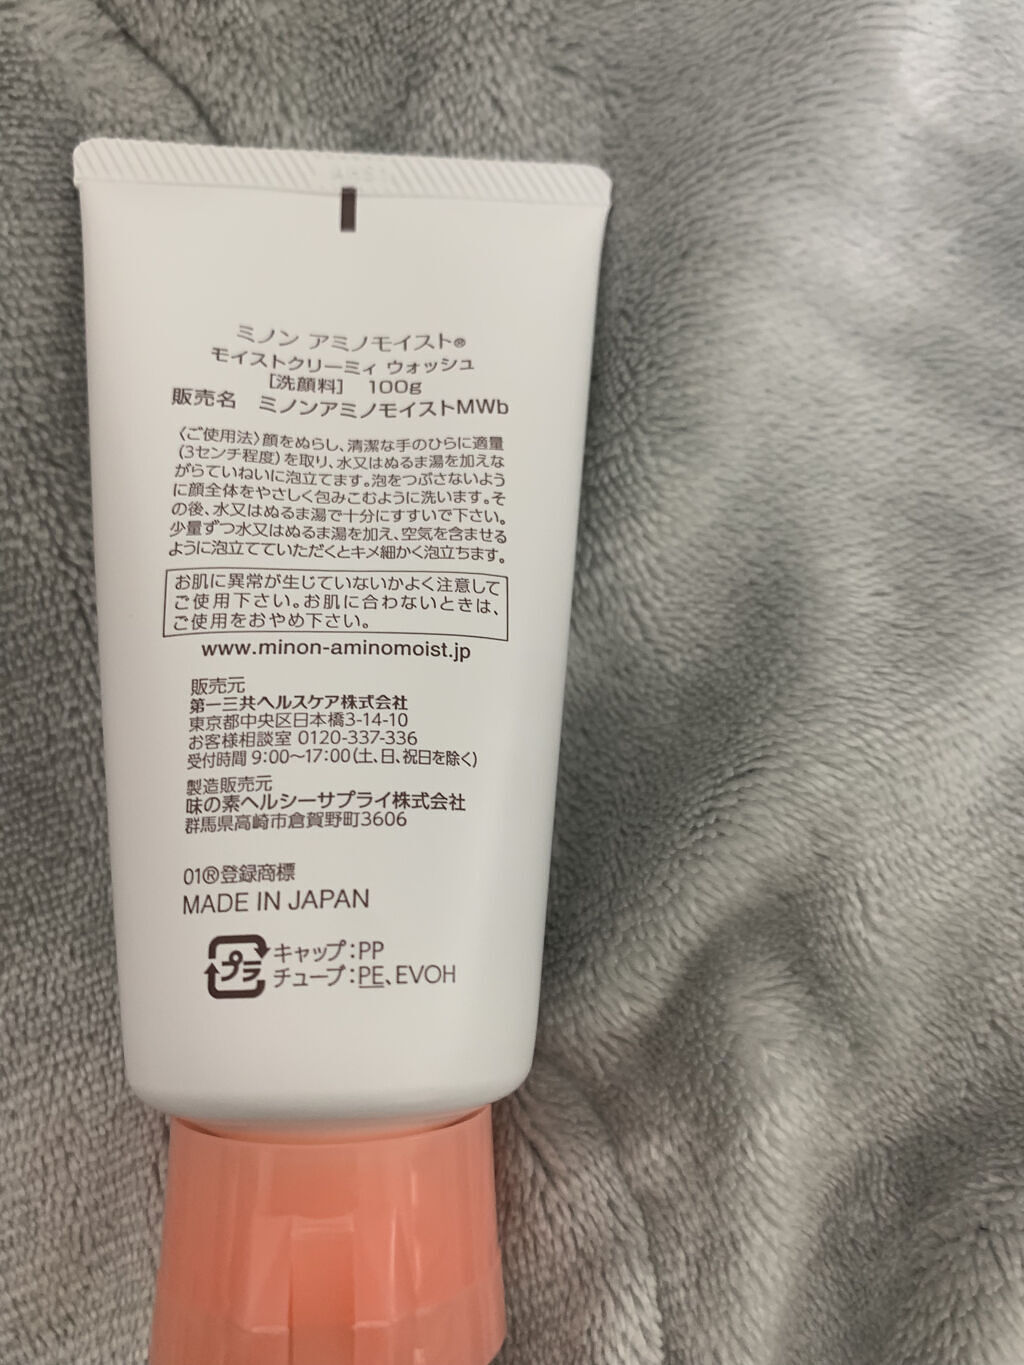 ミノン アミノモイスト®
モイストクリーミィ ウォッシュ
［洗顔料］ 100g
販売名 ミノンアミノモイストMWb
〈ご使用法〉顔をぬらし、清潔な手のひらに適量
(3センチ程度)を取り、水又はぬるま湯を加えな
がらていねいに泡立てます。泡をつぶさないよう
に顔全体をやさしく包みこむように洗います。そ
の後、水又はぬるま湯で十分にすすいで下さい。
少量ずつ水又はぬるま湯を加え、空気を含ませる
ように泡立てていただくとキメ細かく泡立ちます。
お肌に異常が生じていないかよく注意して
ご使用下さい。お肌に合わないときは、
ご使用をおやめ下さい。
www.minon-aminomoist.jp
販売元
第一三共ヘルスケア株式会社
東京都中央区日本橋3-14-10
お客様相談室 0120-337-336
受付時間 9:00〜17:00(土、日、祝日を除く)
製造販売元
味の素ヘルシーサプライ株式会社
群馬県高崎市倉賀野町3606
01®登録商標
MADE IN JAPAN
プラ キャップ:PP
チューブ:PE、EVOH